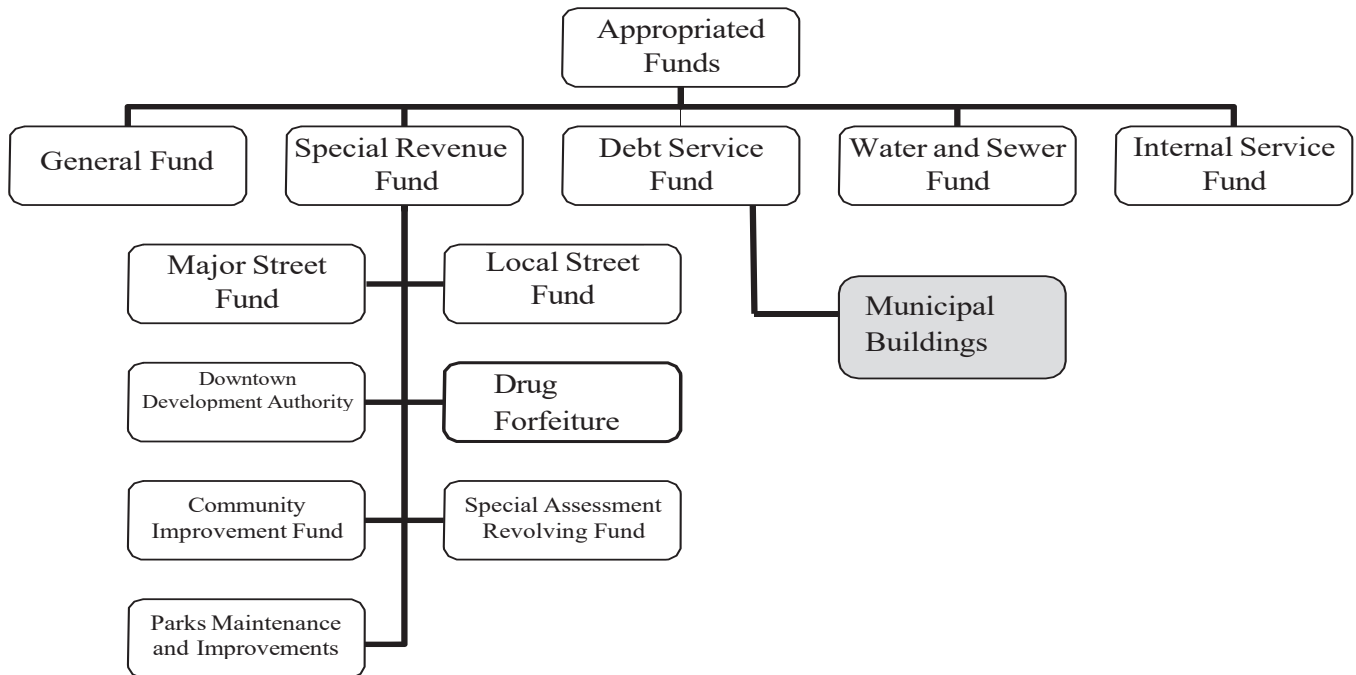 Appropriated
Funds
General Fund
Special Revenue
Fund
Debt Service
Fund
Water and Sewer
Fund
Internal Service
Fund
Major Street
Fund
Local Street
Fund
Municipal
Buildings
Downtown
Development Authority
Drug
Forfeiture
Community
Improvement Fund
Special Assessment
Revolving Fund
Parks Maintenance
and Improvements